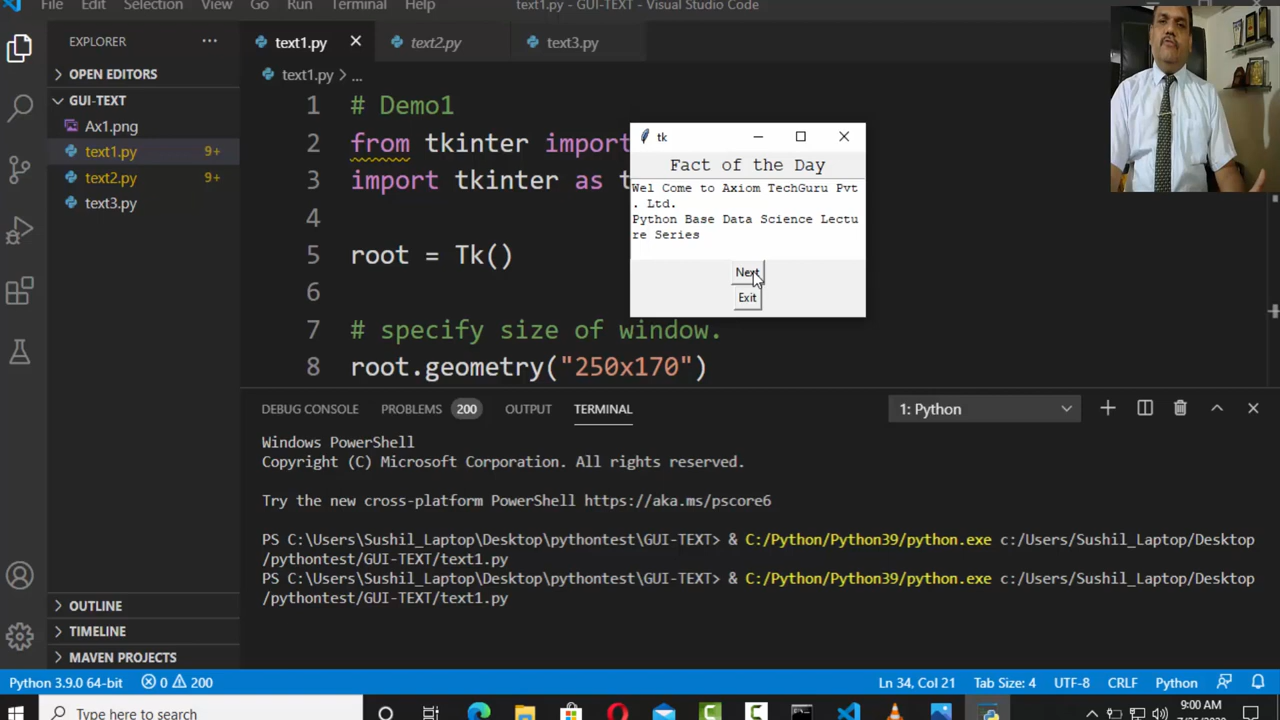 File Edit Selection View Go Run Terminal Help
text1.py - GUI-TEXT - Visual Studio Code
EXPLORER
OPEN EDITORS
GUI-TEXT
Ax1.png
text1.py 9+
text2.py 9+
text3.py
OUTLINE
TIMELINE
MAVEN PROJECTS
text1.py text2.py text3.py
text1.py > ...
1 # Demo1
2 from tkinter import
3 import tkinter as t
4
5 root = Tk()
6
7 # specify size of window.
8 root.geometry("250x170")
tk
Fact of the Day
Wel Come to Axiom TechGuru Pvt
. Ltd.
Python Base Data Science Lectu
re Series
Next
Exit
DEBUG CONSOLE PROBLEMS 200 OUTPUT TERMINAL 1: Python
Windows PowerShell
Copyright (C) Microsoft Corporation. All rights reserved.
Try the new cross-platform PowerShell https://aka.ms/pscore6
PS C:\Users\Sushil_Laptop\Desktop\pythontest\GUI-TEXT> & C:/Python/Python39/python.exe c:/Users/Sushil_Laptop/Desktop
/pythontest/GUI-TEXT/text1.py
PS C:\Users\Sushil_Laptop\Desktop\pythontest\GUI-TEXT> & C:/Python/Python39/python.exe c:/Users/Sushil_Laptop/Desktop
/pythontest/GUI-TEXT/text1.py
Python 3.9.0 64-bit 0 200 Ln 34, Col 21 Tab Size: 4 UTF-8 CRLF Python
Type here to search
9:00 AM